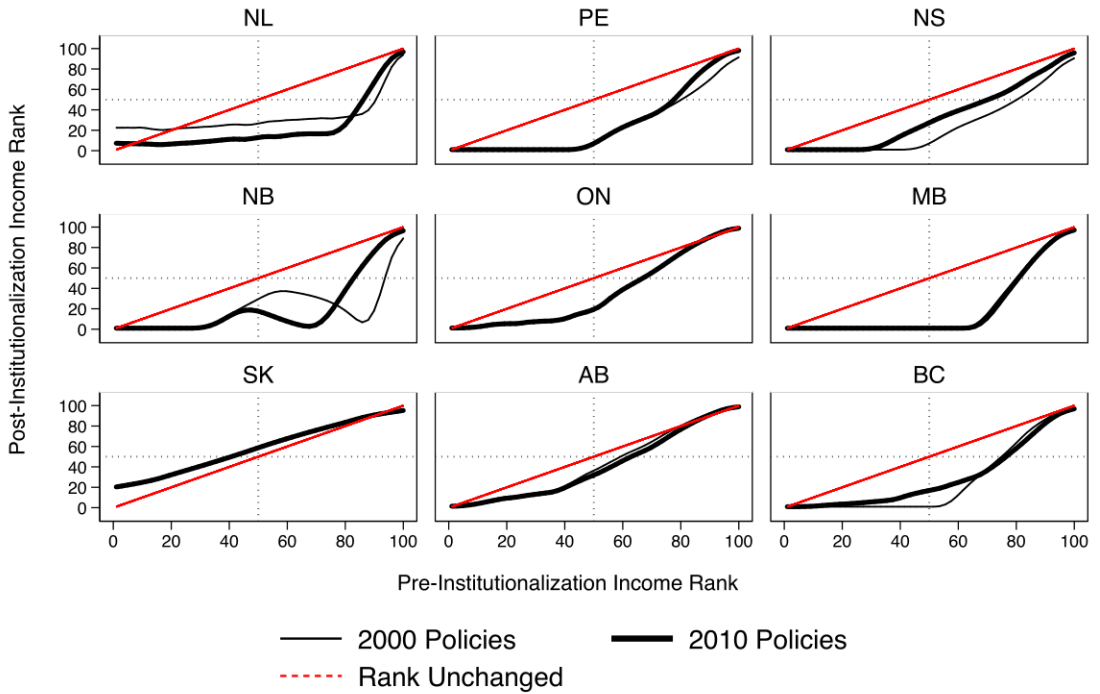 NL PE NS
100
80
60
40
20
0
NB ON MB
100
80
60
40
20
0
SK AB BC
100
80
60
40
20
0
0 20 40 60 80 100 0 20 40 60 80 100 0 20 40 60 80 100
Post-Institutionalization Income Rank
Pre-Institutionalization Income Rank
2000 Policies 2010 Policies
Rank Unchanged